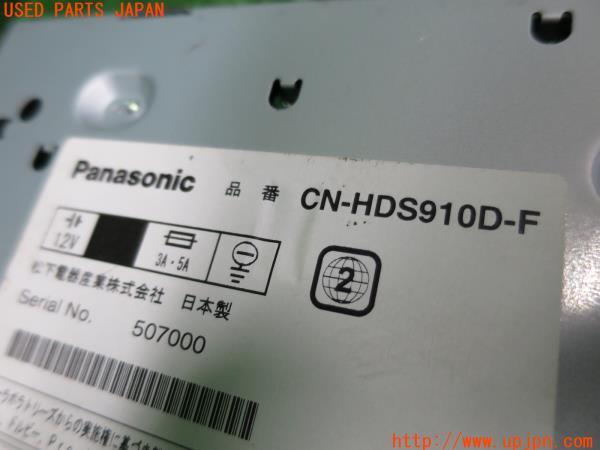 USED PARTS JAPAN
Panasonic 品番 CN-HDS910D-F
12V 3A・5A
2
松下電器産業株式会社 日本製
Serial No. 507000
http://www.upjpn.com